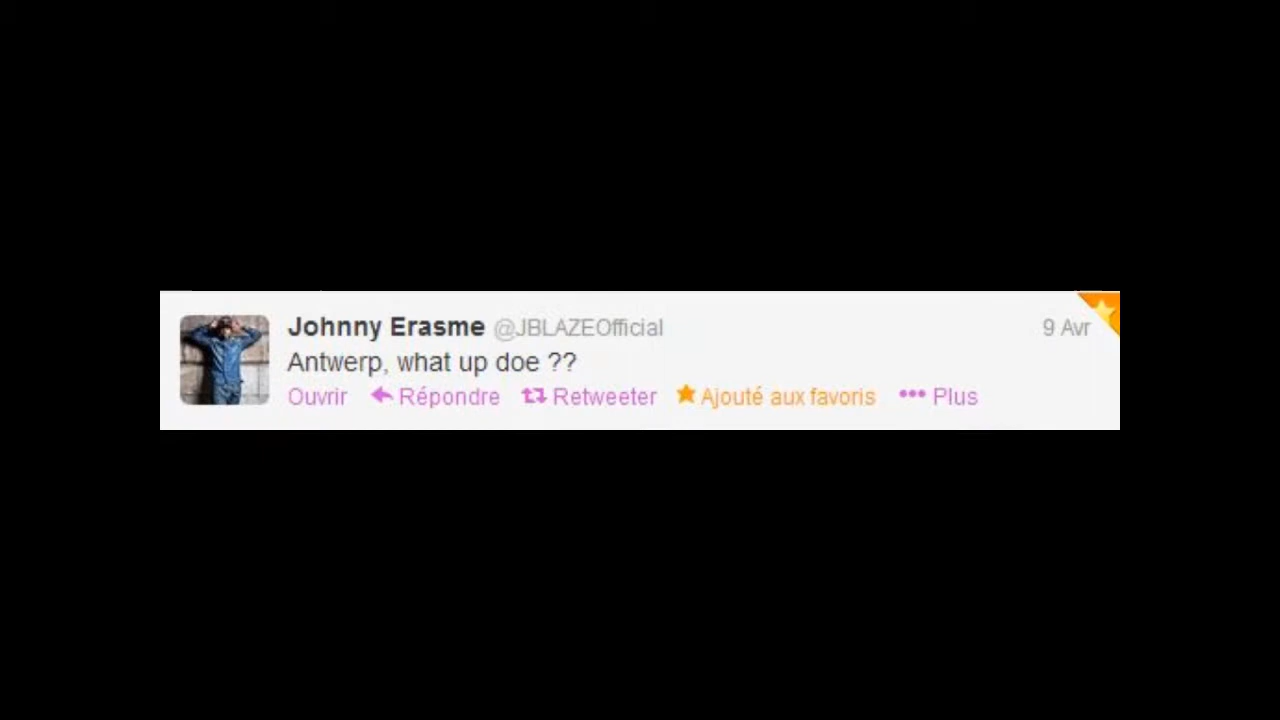 Johnny Erasme @JBLAZEOfficial 9 Avr
Antwerp, what up doe ??
Ouvrir Répondre Retweeter Ajouté aux favoris Plus